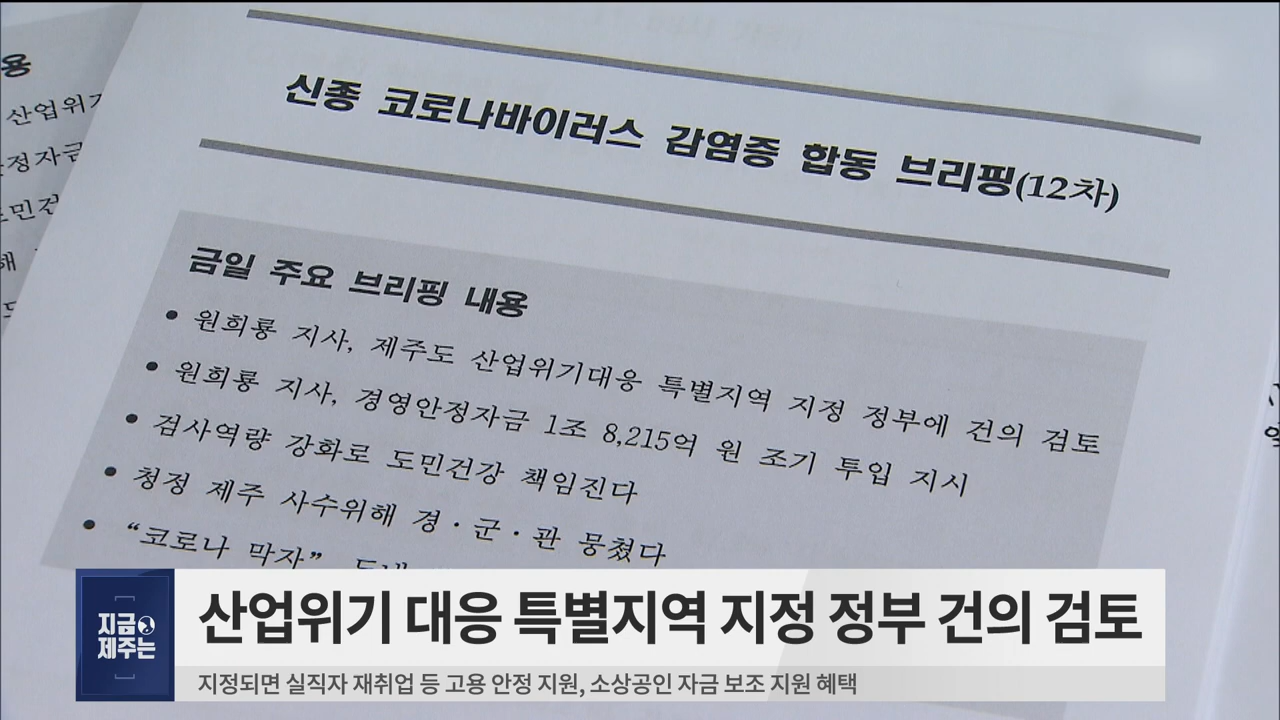 용
산업위기
정자금
민건
해
신종 코로나바이러스 감염증 합동 브리핑(12차)
금일 주요 브리핑 내용
• 원희룡 지사, 제주도 산업위기대응 특별지역 지정 정부에 건의 검토
• 원희룡 지사, 경영안정자금 1조 8,215억 원 조기 투입 지시
• 검사역량 강화로 도민건강 책임진다
• 청정 제주 사수위해 경·군·관 뭉쳤다
• “코로나 막자”
지금
제주는
산업위기 대응 특별지역 지정 정부 건의 검토
지정되면 실직자 재취업 등 고용 안정 지원, 소상공인 자금 보조 지원 혜택